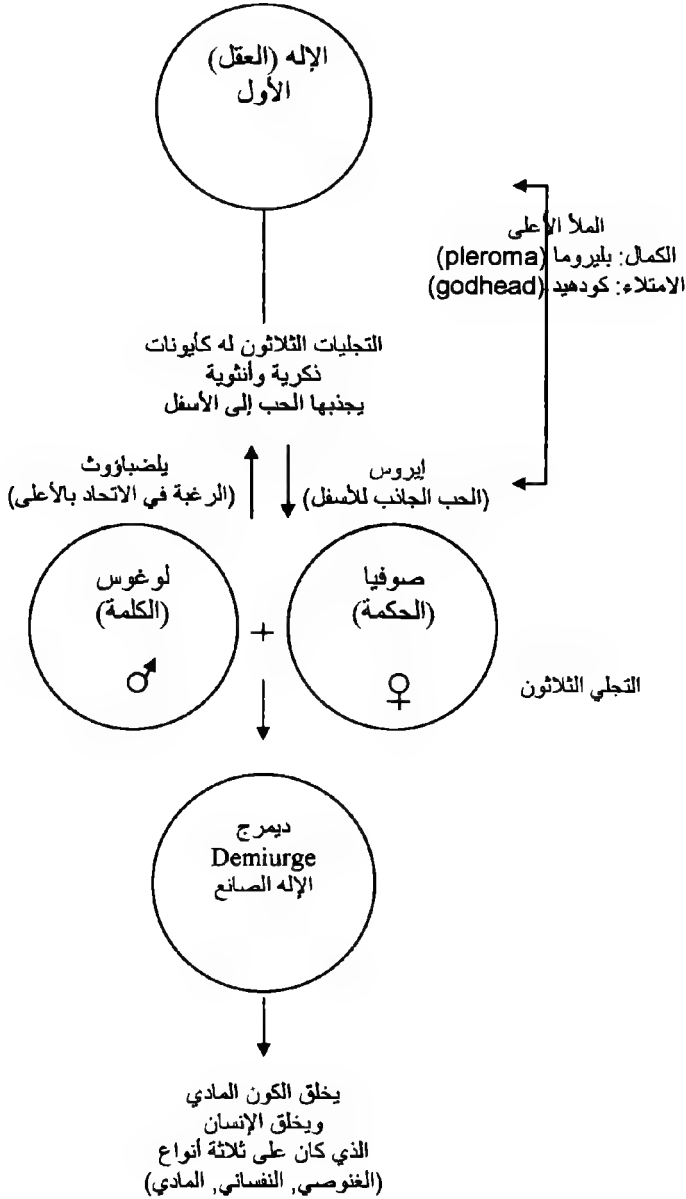 الإله (العقل)
الأول
الملأ الأعلى
الكمال: بليروما (pleroma)
الامتلاء: كودهيد (godhead)
التجليات الثلاثون له كأيونات
ذكرية وأنثوية
يجذبها الحب إلى الأسفل
إيروس
(الحب الجانب للأسفل)
يلضباؤوث
(الرغبة في الاتحاد بالأعلى)
صوفيا
(الحكمة)
♀
+
لوغوس
(الكلمة)
♂
التجلي الثلاثون
ديمرج
Demiurge
الإله الصانع
يخلق الكون المادي
ويخلق الإنسان
الذي كان على ثلاثة أنواع
(الغنوصي, النفساني, المادي)